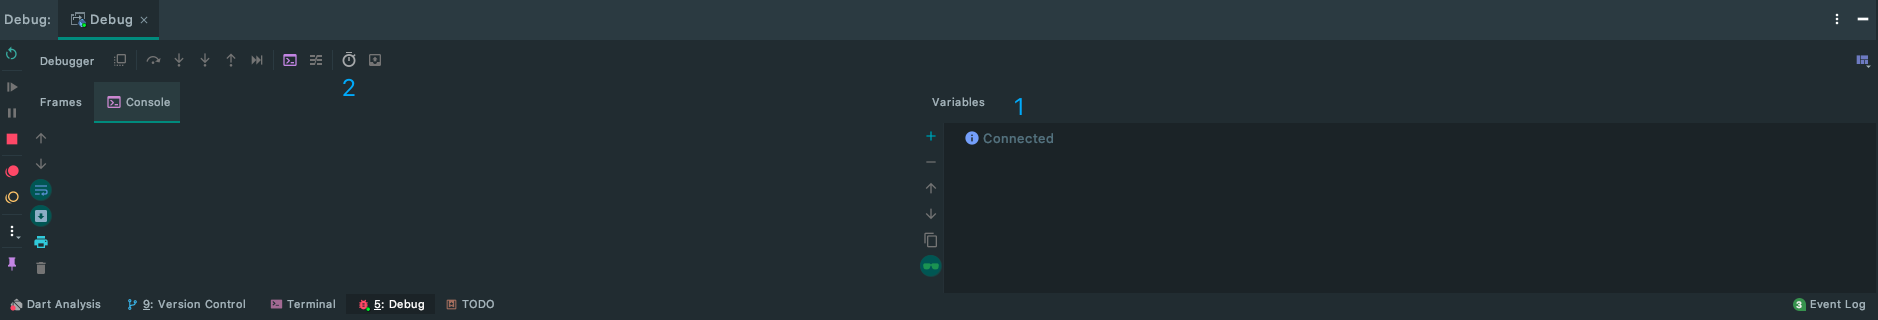 Debug: Debug
Debugger
2
Frames Console Variables 1
Connected
Dart Analysis 9: Version Control Terminal 5: Debug TODO 3 Event Log